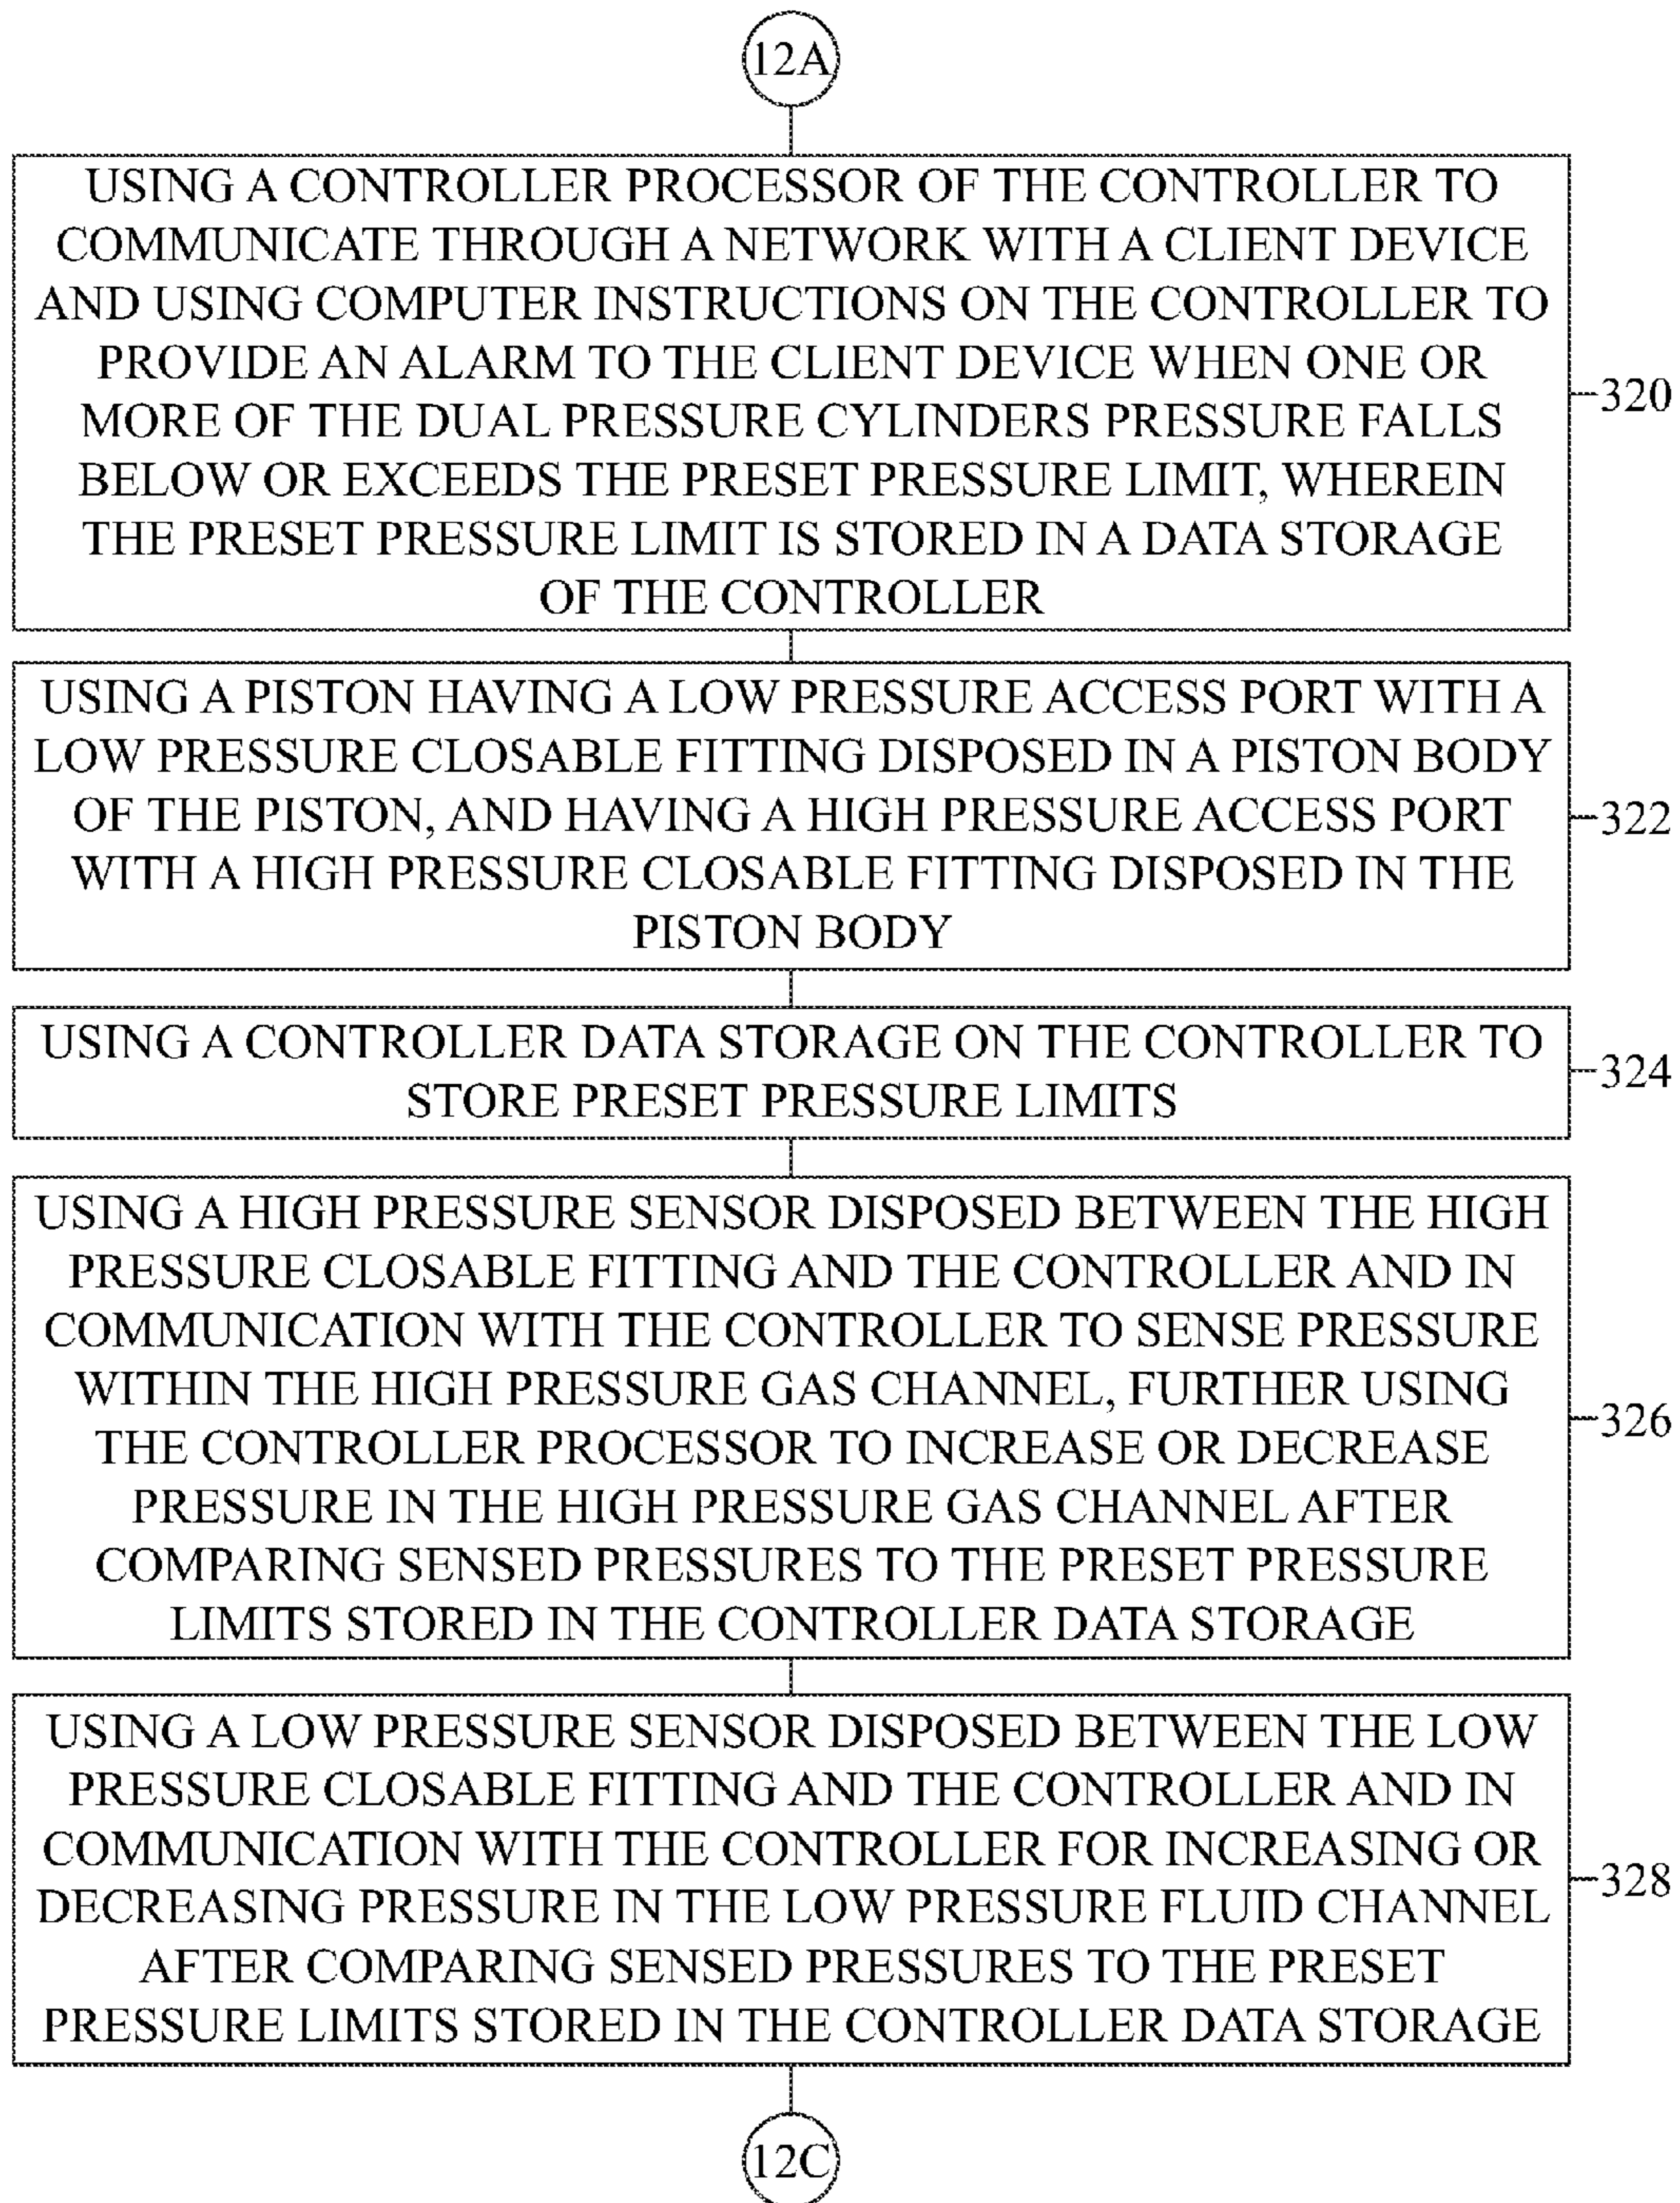 12A
USING A CONTROLLER PROCESSOR OF THE CONTROLLER TO
COMMUNICATE THROUGH A NETWORK WITH A CLIENT DEVICE
AND USING COMPUTER INSTRUCTIONS ON THE CONTROLLER TO
PROVIDE AN ALARM TO THE CLIENT DEVICE WHEN ONE OR
MORE OF THE DUAL PRESSURE CYLINDERS PRESSURE FALLS
BELOW OR EXCEEDS THE PRESET PRESSURE LIMIT, WHEREIN
THE PRESET PRESSURE LIMIT IS STORED IN A DATA STORAGE
OF THE CONTROLLER
320
USING A PISTON HAVING A LOW PRESSURE ACCESS PORT WITH A
LOW PRESSURE CLOSABLE FITTING DISPOSED IN A PISTON BODY
OF THE PISTON, AND HAVING A HIGH PRESSURE ACCESS PORT
WITH A HIGH PRESSURE CLOSABLE FITTING DISPOSED IN THE
PISTON BODY
322
USING A CONTROLLER DATA STORAGE ON THE CONTROLLER TO
STORE PRESET PRESSURE LIMITS
324
USING A HIGH PRESSURE SENSOR DISPOSED BETWEEN THE HIGH
PRESSURE CLOSABLE FITTING AND THE CONTROLLER AND IN
COMMUNICATION WITH THE CONTROLLER TO SENSE PRESSURE
WITHIN THE HIGH PRESSURE GAS CHANNEL, FURTHER USING
THE CONTROLLER PROCESSOR TO INCREASE OR DECREASE
PRESSURE IN THE HIGH PRESSURE GAS CHANNEL AFTER
COMPARING SENSED PRESSURES TO THE PRESET PRESSURE
LIMITS STORED IN THE CONTROLLER DATA STORAGE
326
USING A LOW PRESSURE SENSOR DISPOSED BETWEEN THE LOW
PRESSURE CLOSABLE FITTING AND THE CONTROLLER AND IN
COMMUNICATION WITH THE CONTROLLER FOR INCREASING OR
DECREASING PRESSURE IN THE LOW PRESSURE FLUID CHANNEL
AFTER COMPARING SENSED PRESSURES TO THE PRESET
PRESSURE LIMITS STORED IN THE CONTROLLER DATA STORAGE
328
12C